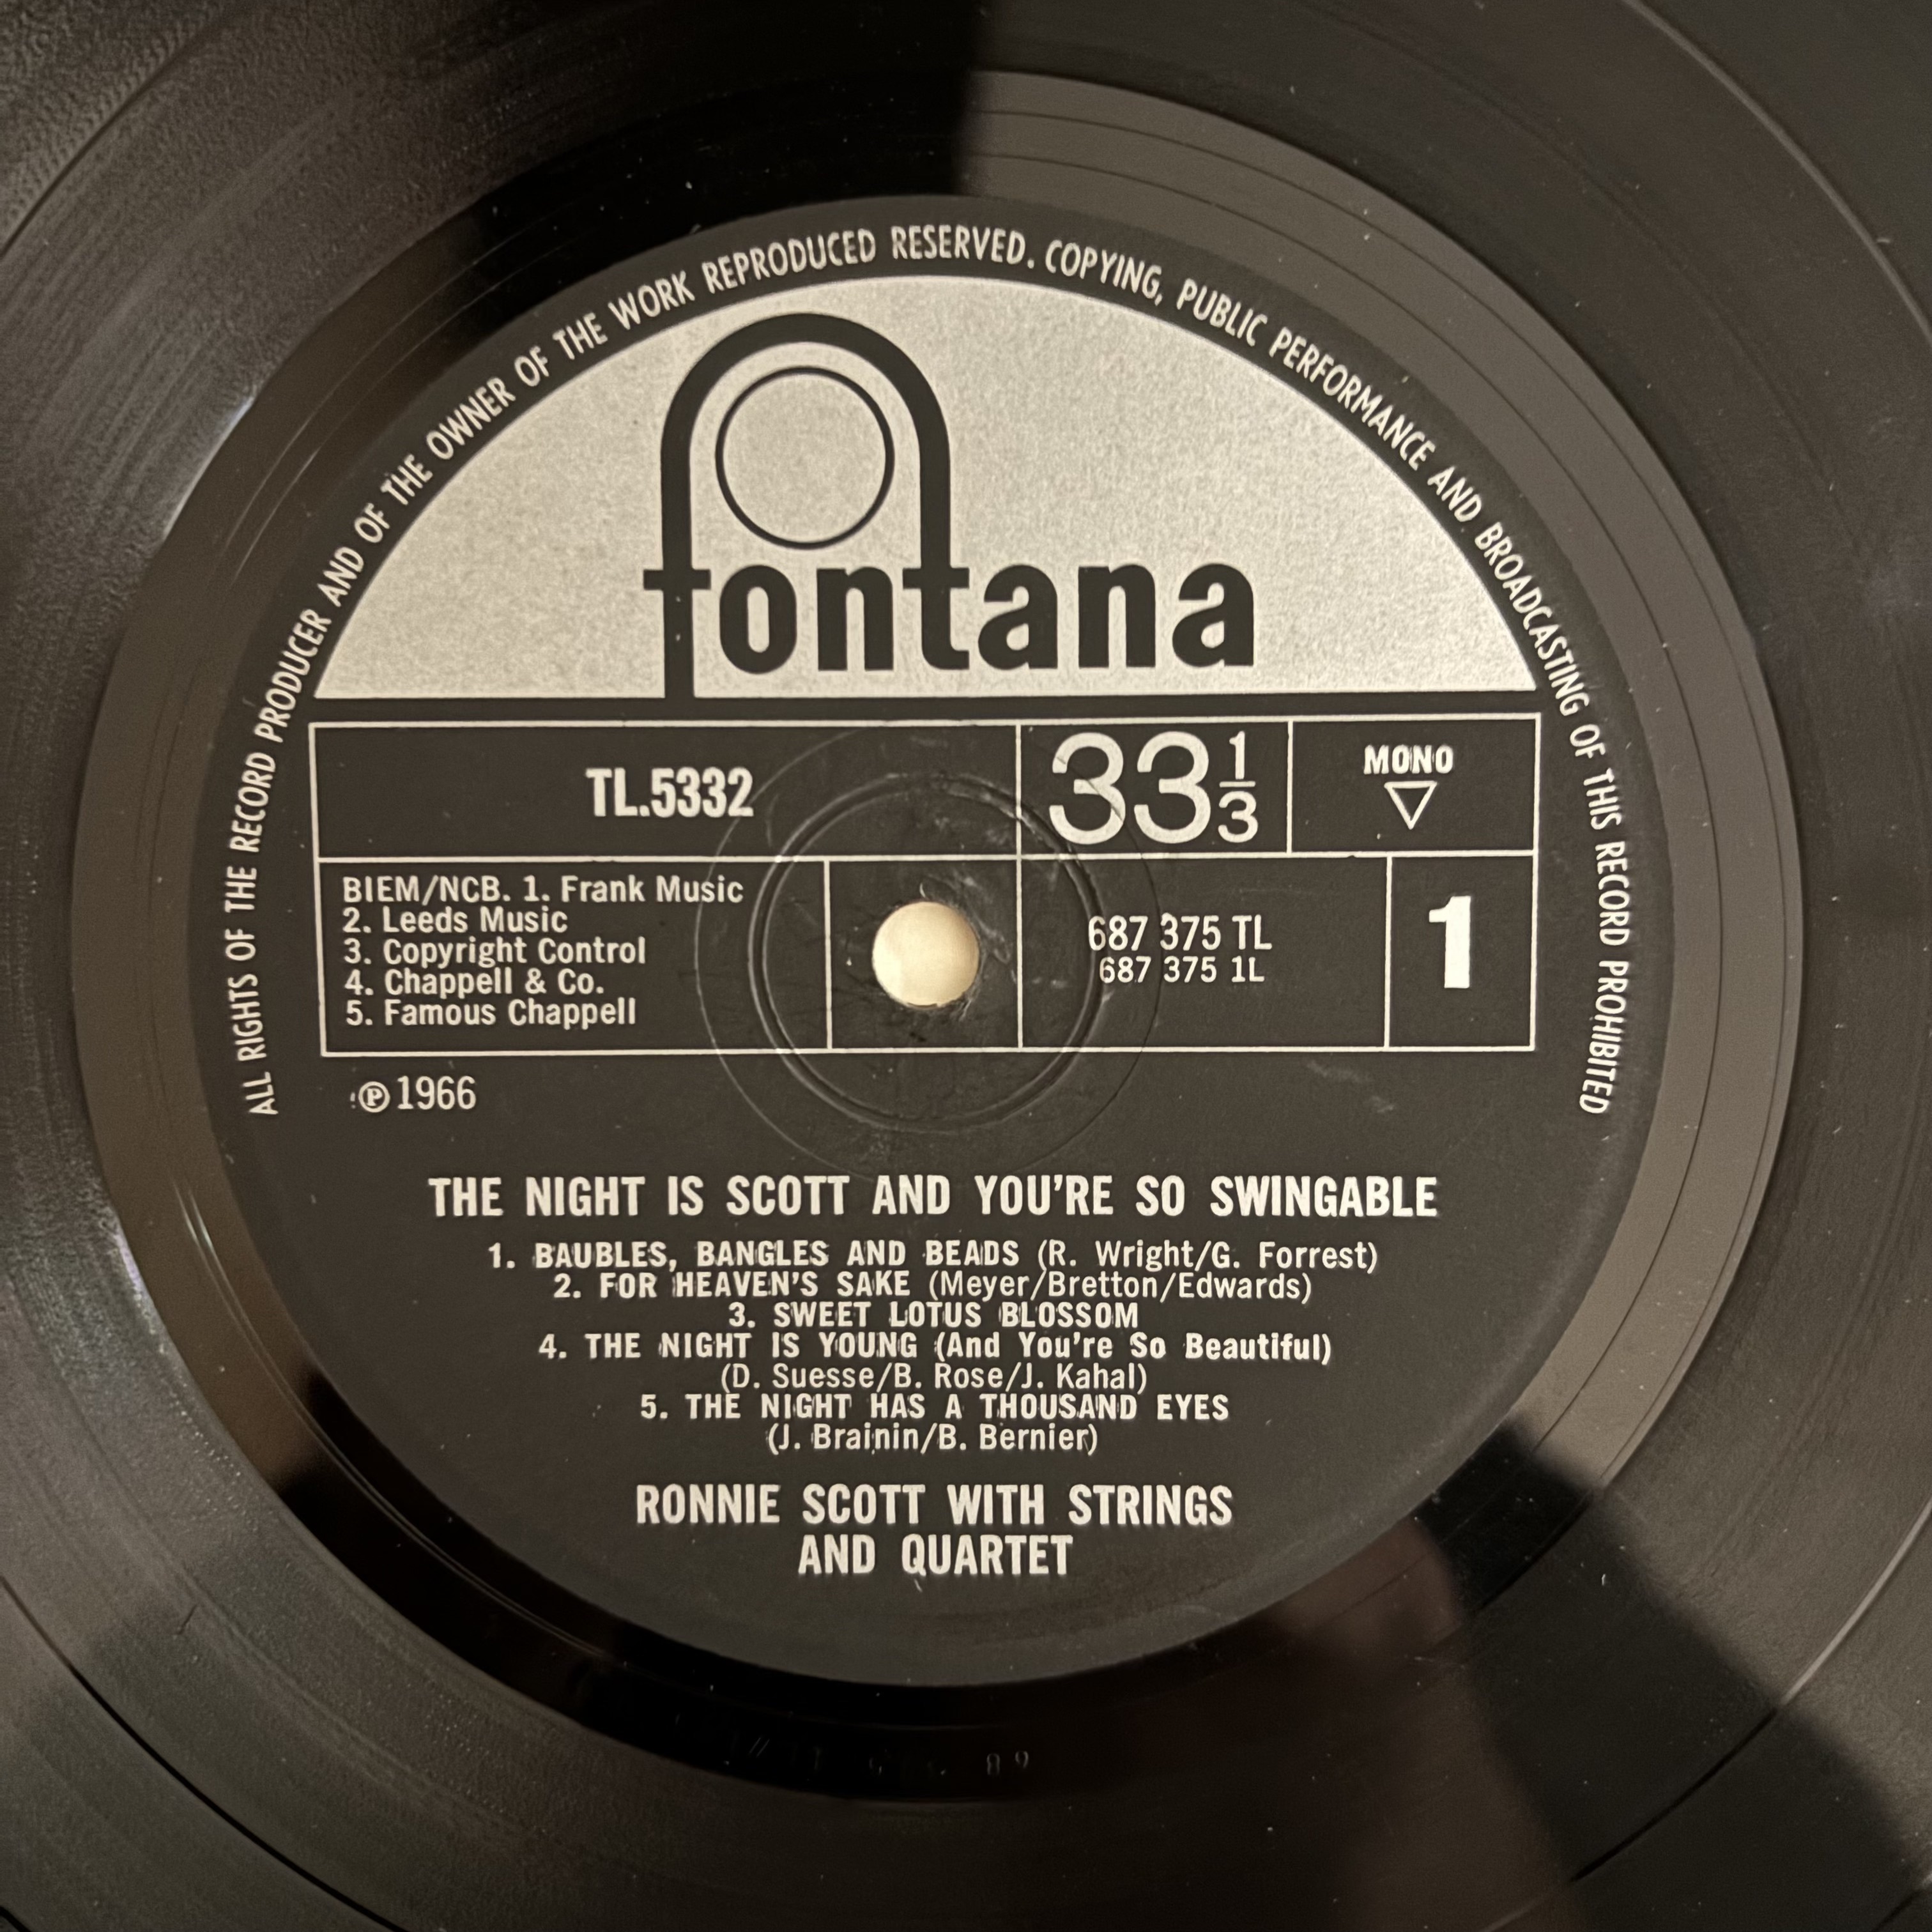 ALL RIGHTS OF THE RECORD PRODUCER AND OF THE OWNER OF THE WORK REPRODUCED RESERVED. COPYING, PUBLIC PERFORMANCE AND BROADCASTING OF THIS RECORD PROHIBITED
fontana
TL.5332
33 1/3
MONO
BIEM/NCB. 1. Frank Music
2. Leeds Music
3. Copyright Control
4. Chappell & Co.
5. Famous Chappell
687 375 TL
687 375 1L
1
℗ 1966
THE NIGHT IS SCOTT AND YOU'RE SO SWINGABLE
1. BAUBLES, BANGLES AND BEADS (R. Wright/G. Forrest)
2. FOR HEAVEN'S SAKE (Meyer/Bretton/Edwards)
3. SWEET LOTUS BLOSSOM
4. THE NIGHT IS YOUNG (And You're So Beautiful)
(D. Suesse/B. Rose/J. Kahal)
5. THE NIGHT HAS A THOUSAND EYES
(J. Brainin/B. Bernier)
RONNIE SCOTT WITH STRINGS
AND QUARTET